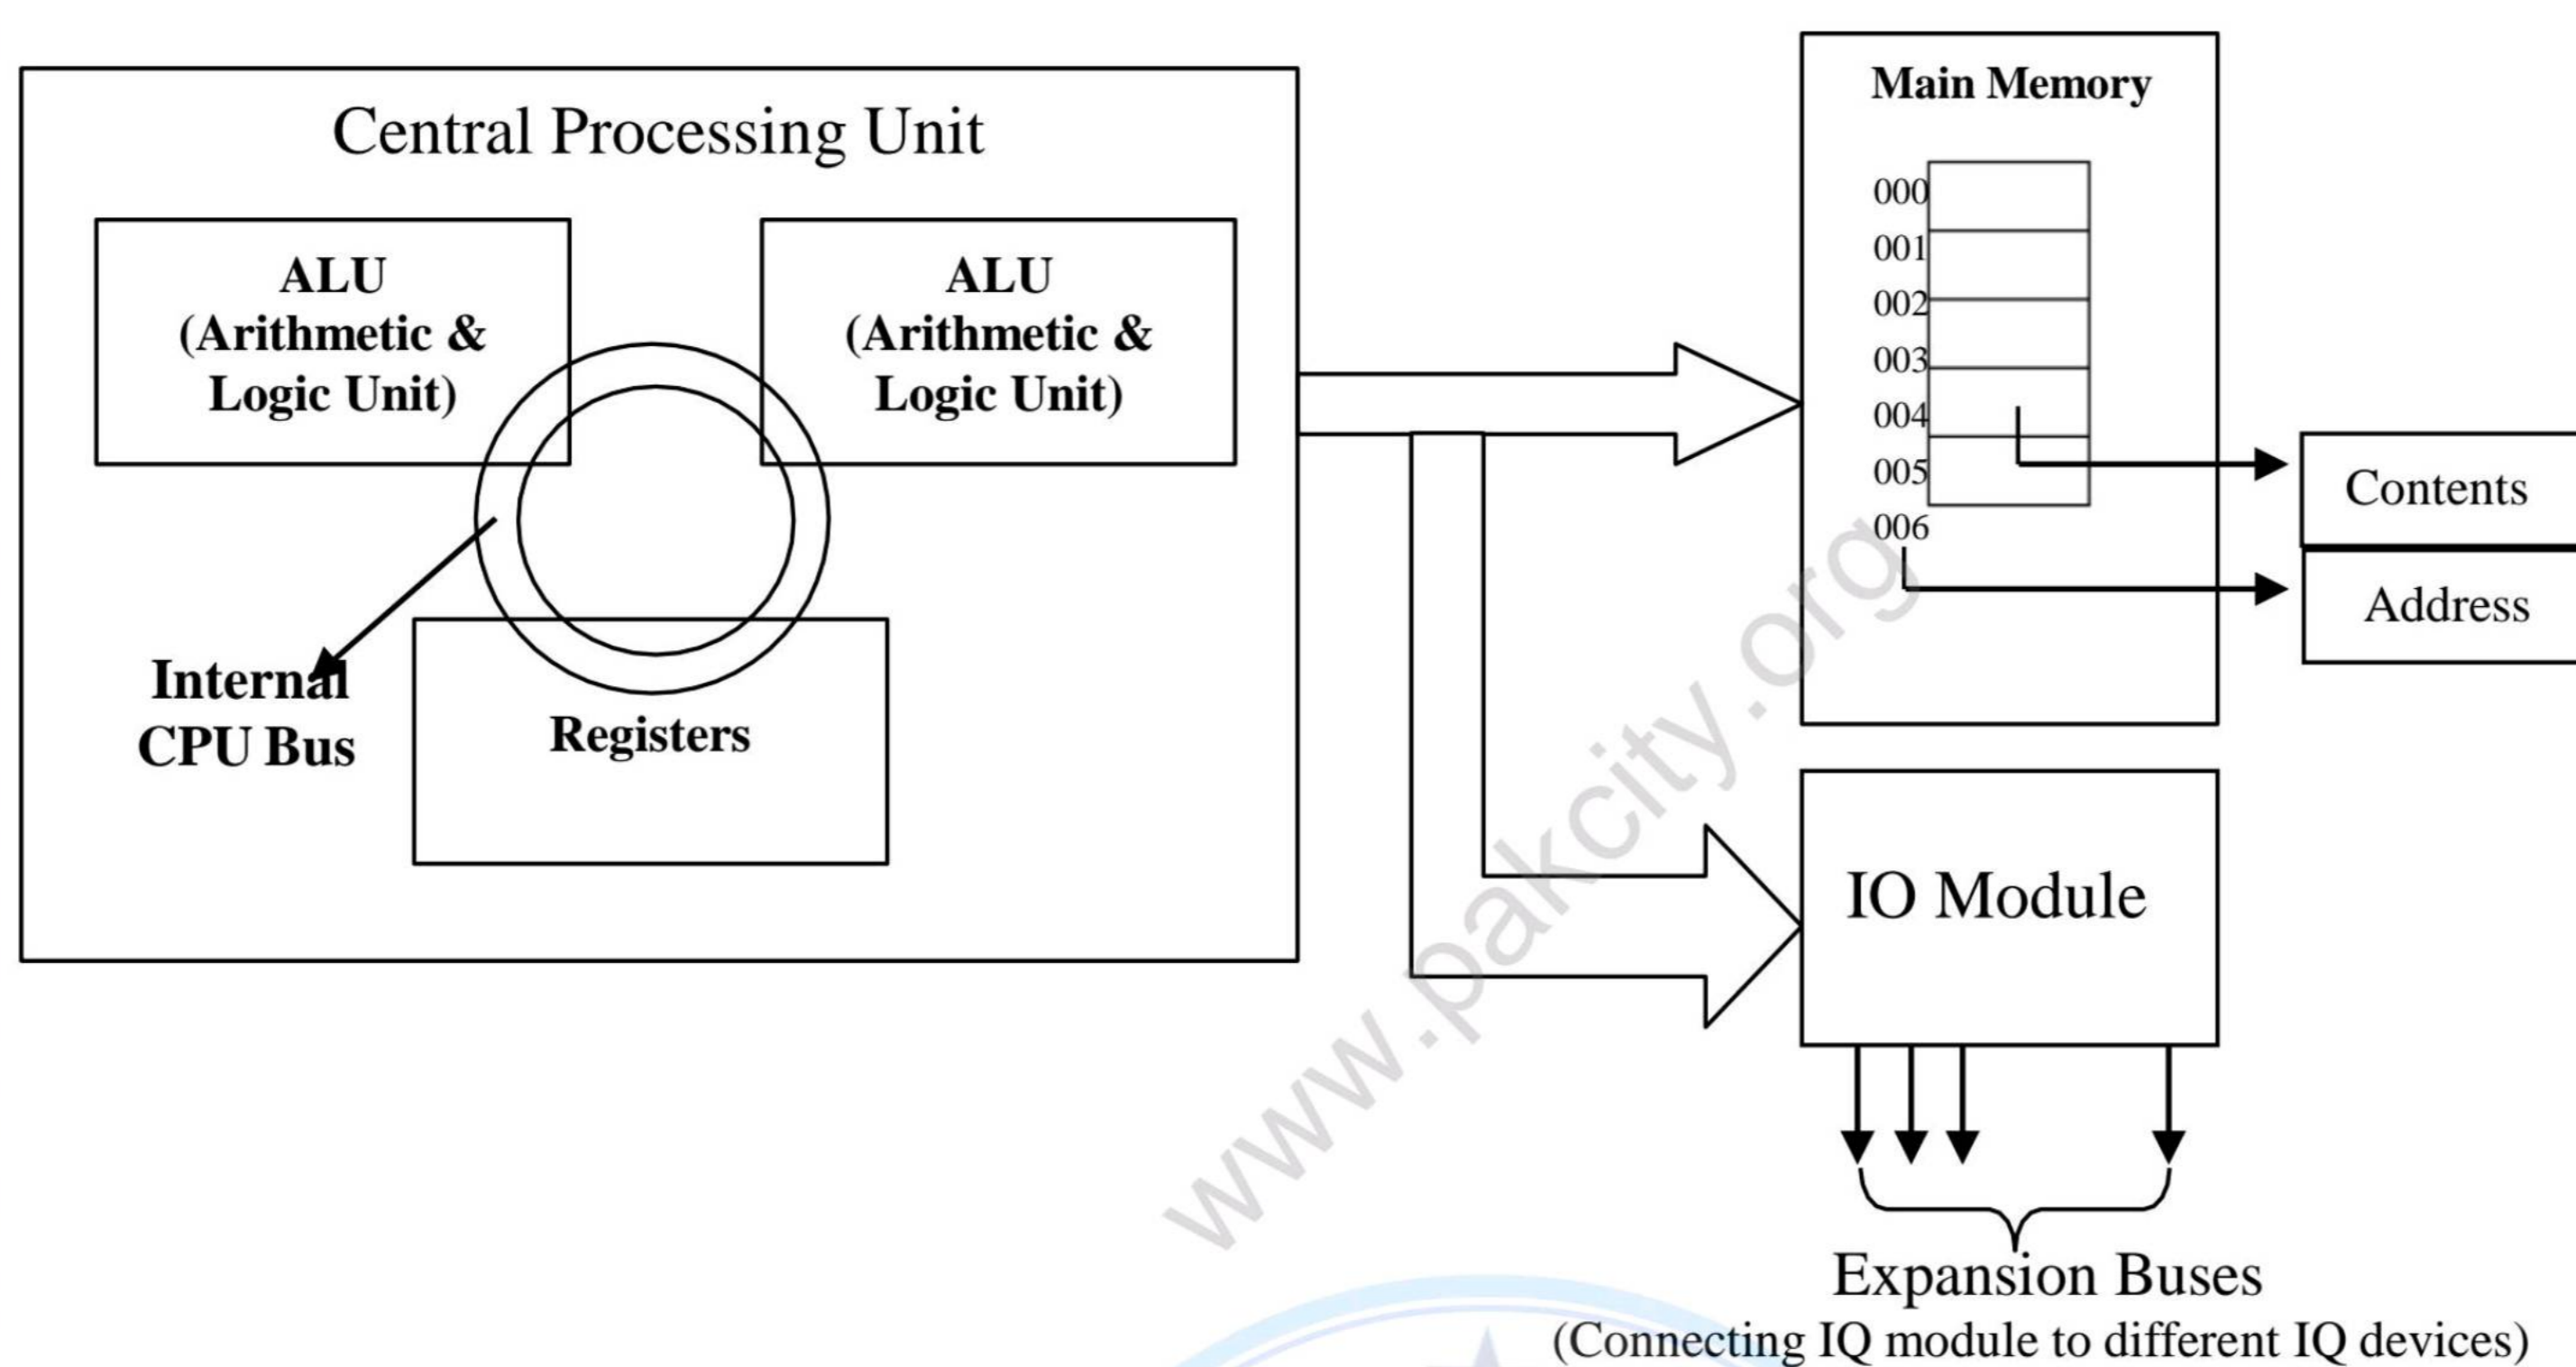 Central Processing Unit
ALU
(Arithmetic &
Logic Unit)
ALU
(Arithmetic &
Logic Unit)
Internal
CPU Bus
Registers
Main Memory
000
001
002
003
004
005
006
Contents
Address
IO Module
Expansion Buses
(Connecting IQ module to different IQ devices)
www.pakcity.org